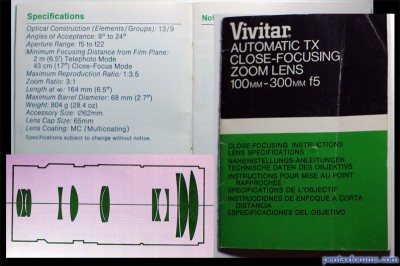 Specifications
Optical Construction (Elements/Groups): 13/9
Angles of Acceptance: 8° to 24°
Aperture Range: f5 to f22
Minimum Focusing Distance from Film Plane:
2 m (6.5') Telephoto Mode
43 cm (17") Close-Focus Mode
Maximum Reproduction Ratio: 1:3.5
Zoom Ratio: 3:1
Length at ∞: 164 mm (6.5")
Maximum Barrel Diameter: 68 mm (2.7")
Weight: 804 g (28.4 oz)
Accessory Size: Ø62mm
Lens Cap Size: 65mm
Lens Coating: MC (Multicoating)
Specifications subject to change without notice.
Vivitar
AUTOMATIC TX
CLOSE-FOCUSING
ZOOM LENS
100MM-300MM f5
CLOSE-FOCUSING INSTRUCTIONS
LENS SPECIFICATIONS
NAHEINSTELLUNGS-ANLEITUNGEN
TECHNISCHE DATEN DES OBJEKTIVS
INSTRUCTIONS POUR MISE AU POINT
RAPPROCHÉE
SPECIFICATIONS DE L'OBJECTIF
INSTRUCCIONES DE ENFOQUE A CORTA
DISTANCIA
ESPECIFICACIONES DEL OBJETIVO
pentaxforums.com